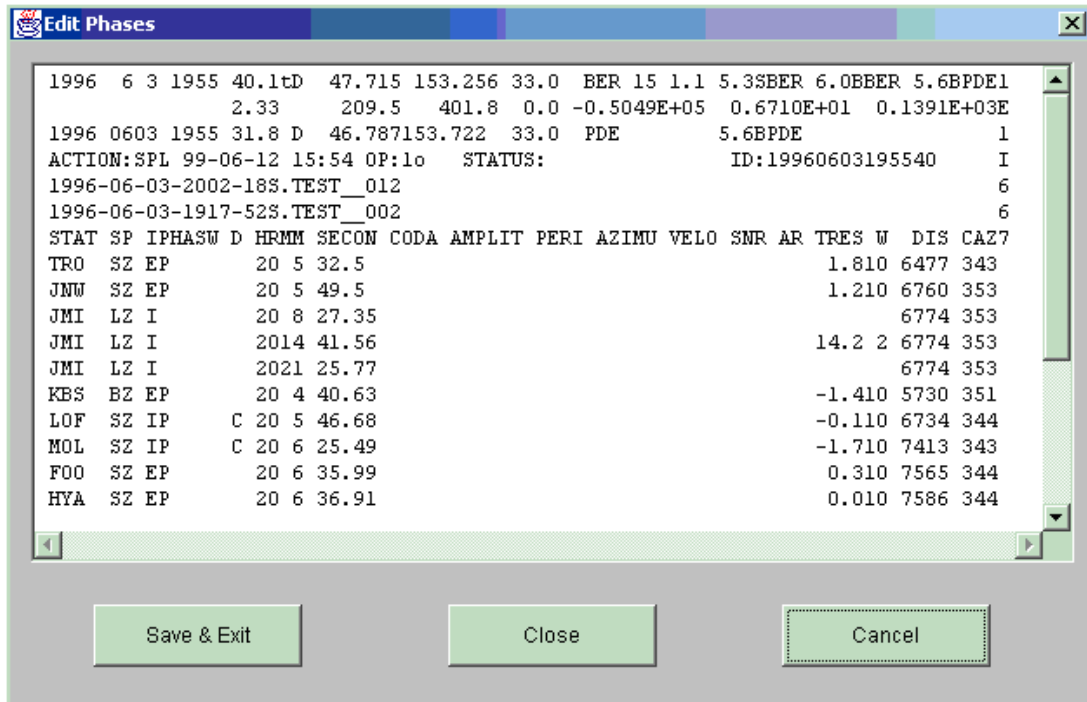 Edit Phases
1996   6 3 1955 40.1tD   47.715 153.256 33.0  BER 15 1.1 5.3SBER 6.0BBER 5.6BPDE1
                   2.33      209.5   401.8  0.0 -0.5049E+05  0.6710E+01  0.1391E+03E
1996 0603 1955 31.8 D   46.787153.722  33.0  PDE          5.6BPDE                   1
ACTION:SPL 99-06-12 15:54 OP:lo   STATUS:                  ID:19960603195540      I
1996-06-03-2002-18S.TEST__012                                                       6
1996-06-03-1917-52S.TEST__002                                                       6
STAT SP IPHASW D HRMM SECON CODA AMPLIT PERI AZIMU VELO SNR AR TRES W  DIS CAZ7
TRO  SZ EP       20 5 32.5                                     1.810 6477 343
JNW  SZ EP       20 5 49.5                                     1.210 6760 353
JMI  LZ I        20 8 27.35                                          6774 353
JMI  LZ I        2014 41.56                                   14.2 2 6774 353
JMI  LZ I        2021 25.77                                          6774 353
KBS  BZ EP       20 4 40.63                                   -1.410 5730 351
LOF  SZ IP     C 20 5 46.68                                   -0.110 6734 344
MOL  SZ IP     C 20 6 25.49                                   -1.710 7413 343
FOO  SZ EP       20 6 35.99                                    0.310 7565 344
HYA  SZ EP       20 6 36.91                                    0.010 7586 344
Save & Exit
Close
Cancel